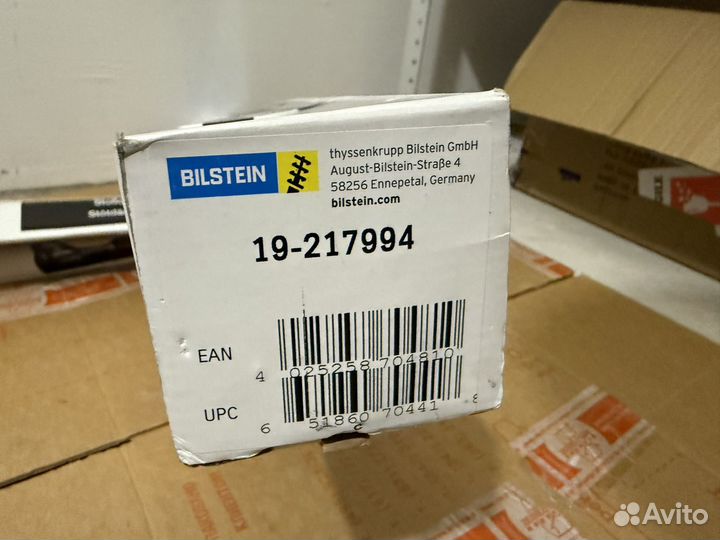 BILSTEIN
thyssenkrupp Bilstein GmbH
August-Bilstein-Straße 4
58256 Ennepetal, Germany
bilstein.com
19-217994
EAN
4 025258 704810
UPC
6 51860 70441 8
Avito